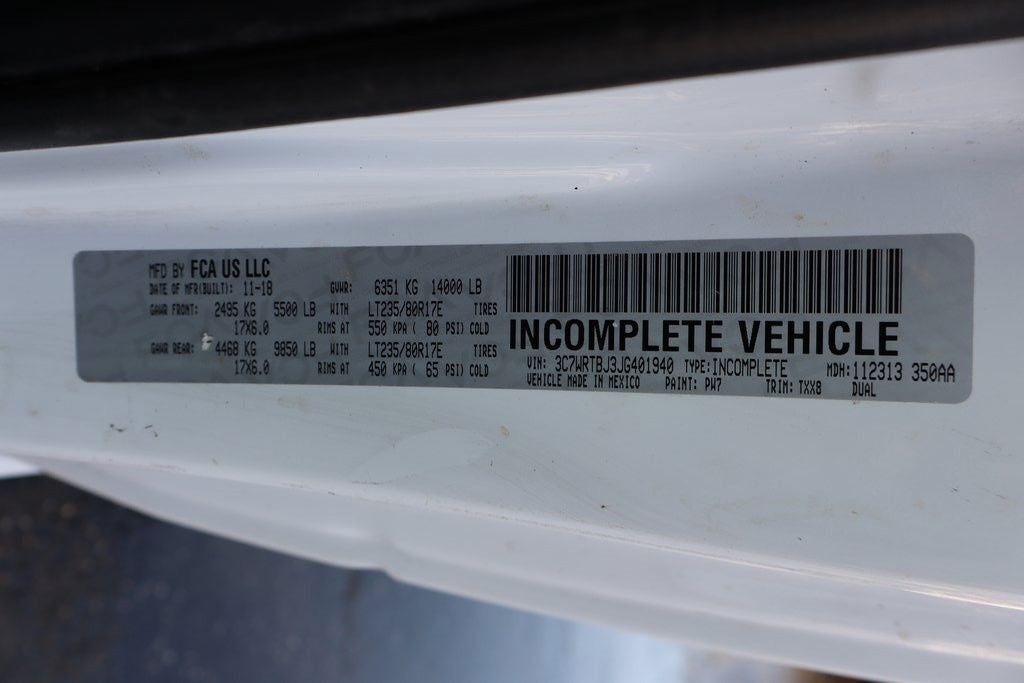 MFD BY FCA US LLC
DATE OF MFR(BUILT): 11-18 GVWR: 6351 KG 14000 LB
GAWR FRONT: 2495 KG 5500 LB WITH LT235/80R17E TIRES
17X6.0 RIMS AT 550 KPA ( 80 PSI) COLD
GAWR REAR: 4468 KG 9850 LB WITH LT235/80R17E TIRES
17X6.0 RIMS AT 450 KPA ( 65 PSI) COLD
INCOMPLETE VEHICLE
VIN: 3C7WRTBJ3JG401940 TYPE: INCOMPLETE MDH: 112313 350AA
VEHICLE MADE IN MEXICO PAINT: PW7 TRIM: TXX8 DUAL